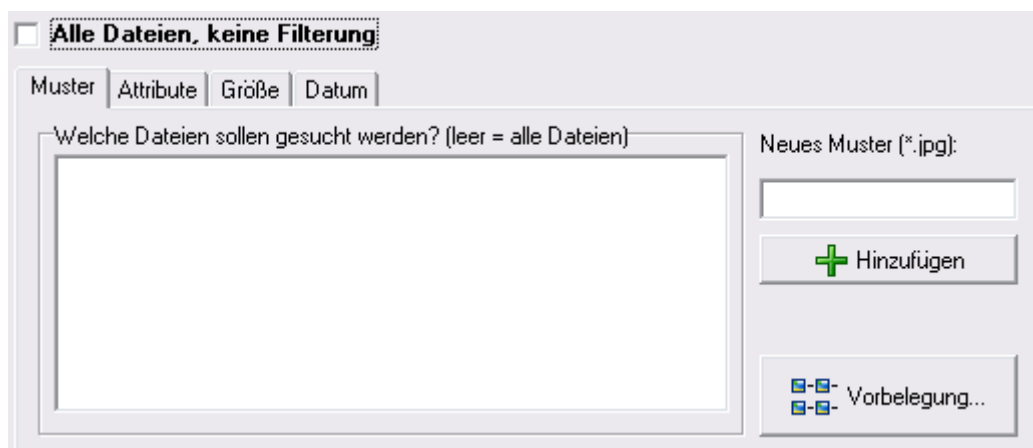 Alle Dateien, keine Filterung
Muster Attribute Größe Datum
Welche Dateien sollen gesucht werden? (leer = alle Dateien)
Neues Muster (*.jpg):
Hinzufügen
Vorbelegung...